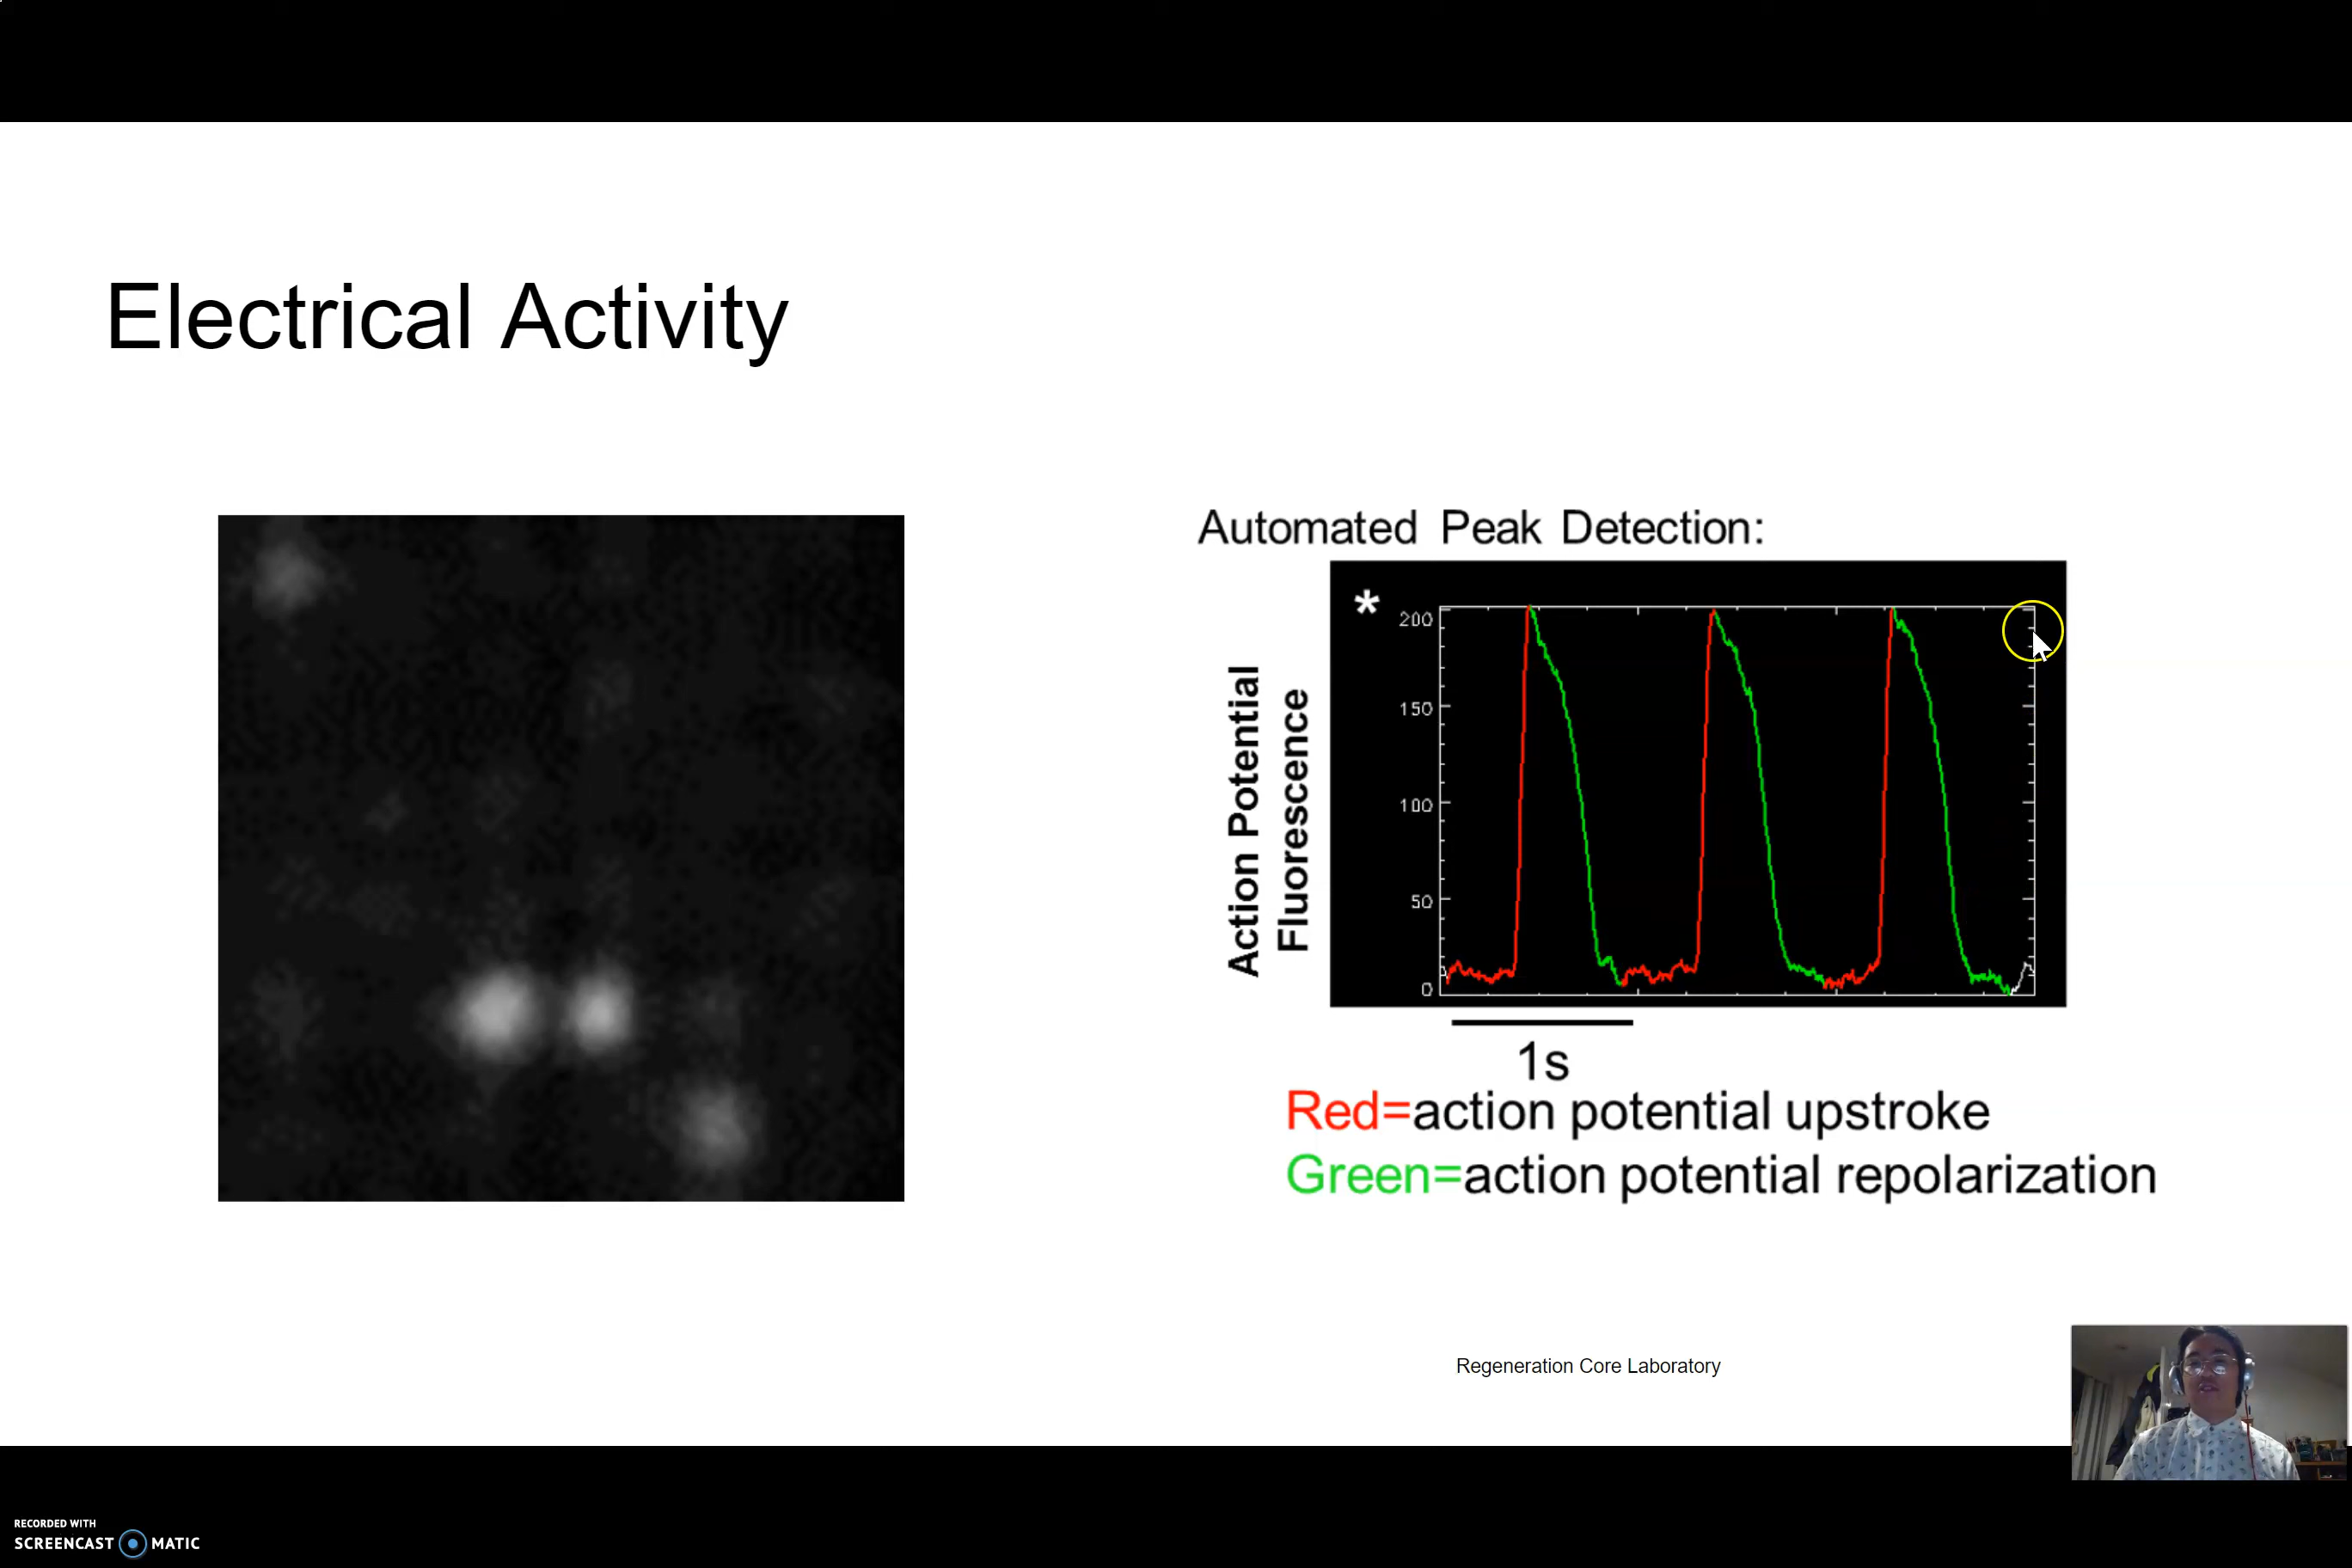 Electrical Activity
Automated Peak Detection:
*
Action Potential
Fluorescence
200
150
100
50
0
1s
Red=action potential upstroke
Green=action potential repolarization
Regeneration Core Laboratory
RECORDED WITH
SCREENCAST MATIC